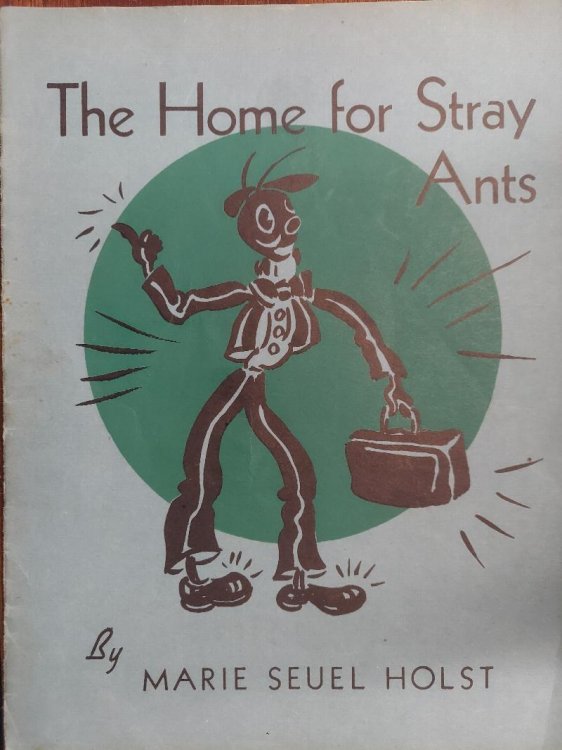 The Home for Stray
Ants
By
MARIE SEUEL HOLST